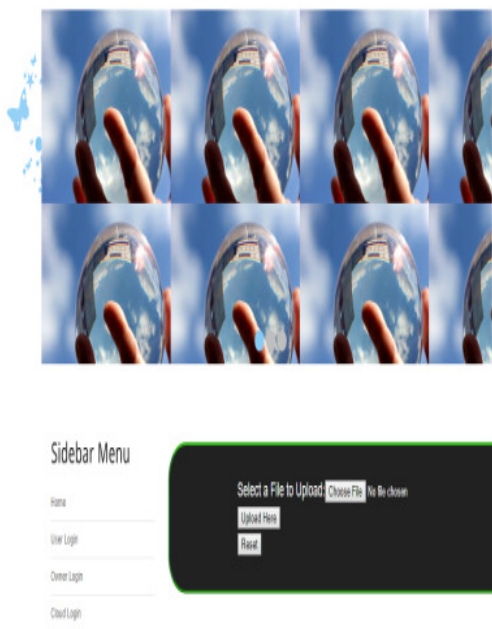 Sidebar Menu
Home
User Login
Owner Login
Cloud Login
Select a File to Upload: Choose File No file chosen
Upload Here
Reset